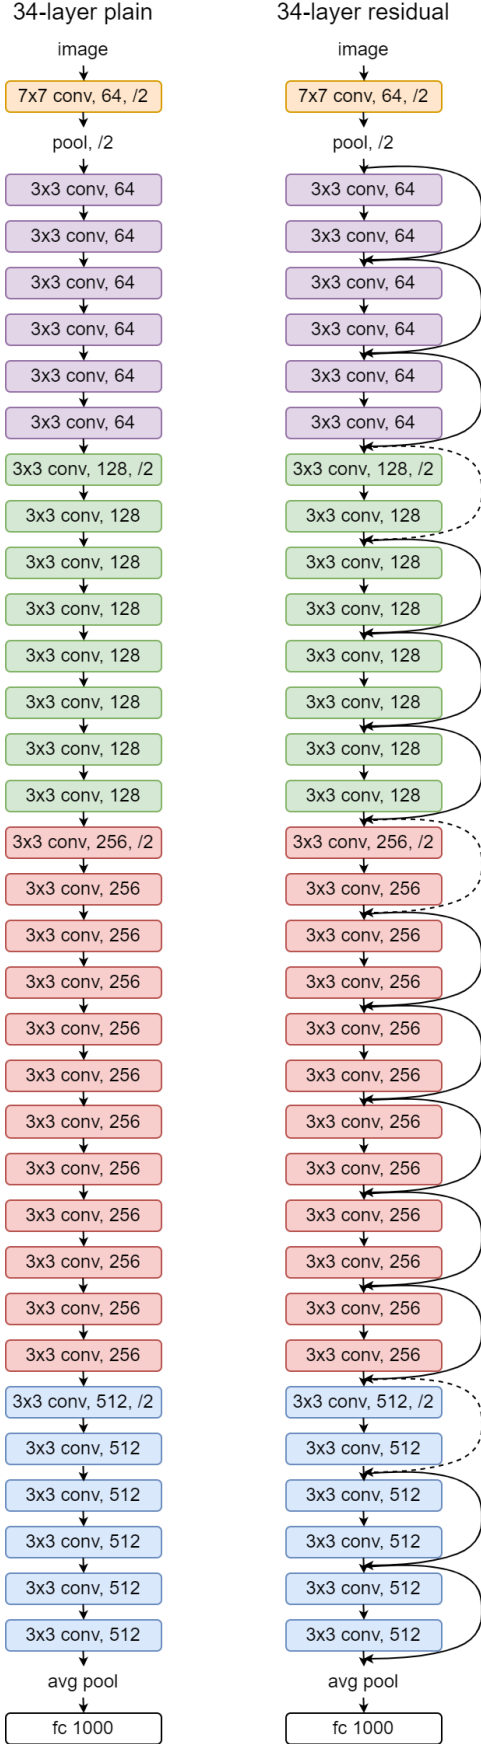 34-layer plain
image
7x7 conv, 64, /2
pool, /2
3x3 conv, 64
3x3 conv, 64
3x3 conv, 64
3x3 conv, 64
3x3 conv, 64
3x3 conv, 64
3x3 conv, 128, /2
3x3 conv, 128
3x3 conv, 128
3x3 conv, 128
3x3 conv, 128
3x3 conv, 128
3x3 conv, 128
3x3 conv, 128
3x3 conv, 256, /2
3x3 conv, 256
3x3 conv, 256
3x3 conv, 256
3x3 conv, 256
3x3 conv, 256
3x3 conv, 256
3x3 conv, 256
3x3 conv, 256
3x3 conv, 256
3x3 conv, 256
3x3 conv, 256
3x3 conv, 512, /2
3x3 conv, 512
3x3 conv, 512
3x3 conv, 512
3x3 conv, 512
3x3 conv, 512
avg pool
fc 1000
34-layer residual
image
7x7 conv, 64, /2
pool, /2
3x3 conv, 64
3x3 conv, 64
3x3 conv, 64
3x3 conv, 64
3x3 conv, 64
3x3 conv, 64
3x3 conv, 128, /2
3x3 conv, 128
3x3 conv, 128
3x3 conv, 128
3x3 conv, 128
3x3 conv, 128
3x3 conv, 128
3x3 conv, 128
3x3 conv, 256, /2
3x3 conv, 256
3x3 conv, 256
3x3 conv, 256
3x3 conv, 256
3x3 conv, 256
3x3 conv, 256
3x3 conv, 256
3x3 conv, 256
3x3 conv, 256
3x3 conv, 256
3x3 conv, 256
3x3 conv, 512, /2
3x3 conv, 512
3x3 conv, 512
3x3 conv, 512
3x3 conv, 512
3x3 conv, 512
avg pool
fc 1000